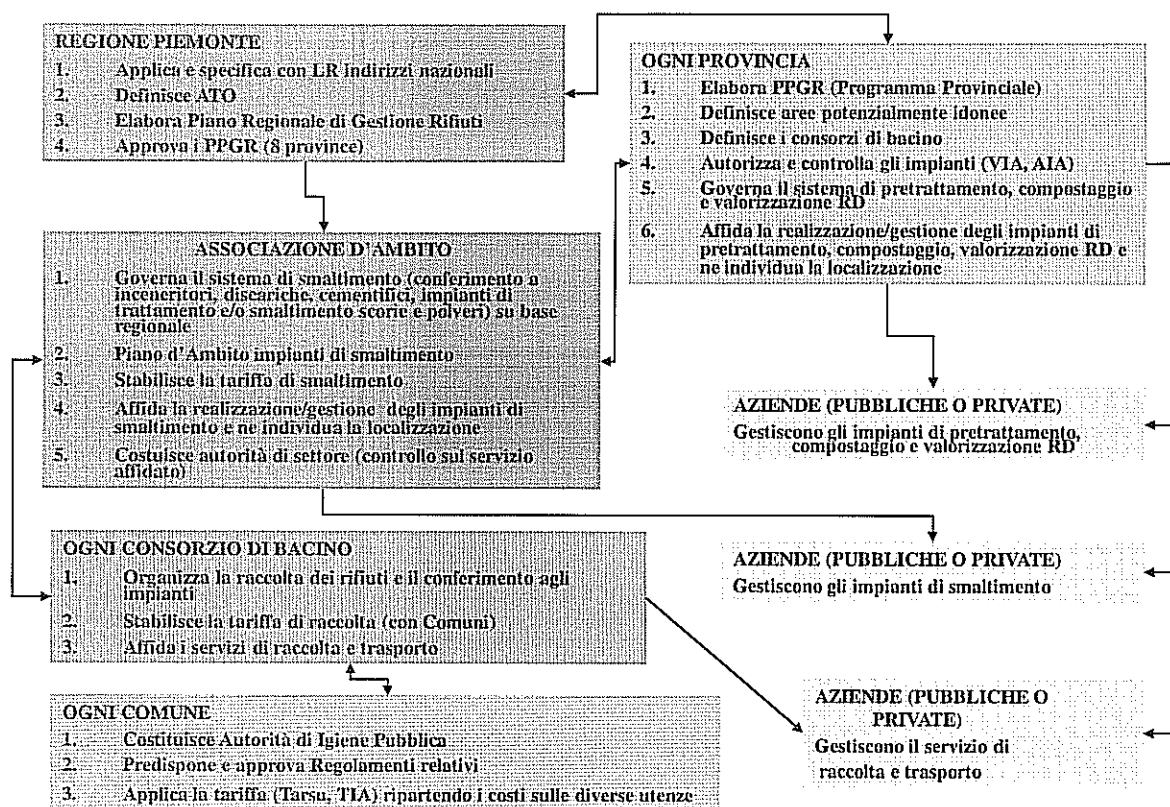 REGIONE PIEMONTE
1. Applica e specifica con LR indirizzi nazionali
2. Definisce ATO
3. Elabora Piano Regionale di Gestione Rifiuti
4. Approva i PPGR (8 province)
OGNI PROVINCIA
1. Elabora PPGR (Programma Provinciale)
2. Definisce aree potenzialmente idonee
3. Definisce i consorzi di bacino
4. Autorizza e controlla gli impianti (VIA, AIA)
5. Governa il sistema di pretrattamento, compostaggio
e valorizzazione RD
6. Affida la realizzazione/gestione degli impianti di
pretrattamento, compostaggio, valorizzazione RD e
ne individua la localizzazione
ASSOCIAZIONE D'AMBITO
1. Governa il sistema di smaltimento (conferimento a
inceneritori, discariche, cementifici, impianti di
trattamento e/o smaltimento scorie e polveri) su base
regionale
2. Piano d'Ambito impianti di smaltimento
3. Stabilisce la tariffa di smaltimento
4. Affida la realizzazione/gestione degli impianti di
smaltimento e ne individua la localizzazione
5. Costuisce autorità di settore (controllo sul servizio
affidato)
AZIENDE (PUBBLICHE O PRIVATE)
Gestiscono gli impianti di pretrattamento,
compostaggio e valorizzazione RD
OGNI CONSORZIO DI BACINO
1. Organizza la raccolta dei rifiuti e il conferimento agli
impianti
2. Stabilisce la tariffa di raccolta (con Comuni)
3. Affida i servizi di raccolta e trasporto
AZIENDE (PUBBLICHE O PRIVATE)
Gestiscono gli impianti di smaltimento
OGNI COMUNE
1. Costituisce Autorità di Igiene Pubblica
2. Predispone e approva Regolamenti relativi
3. Applica la tariffa (Tarsu, TIA) ripartendo i costi sulle diverse utenze
AZIENDE (PUBBLICHE O
PRIVATE)
Gestiscono il servizio di
raccolta e trasporto